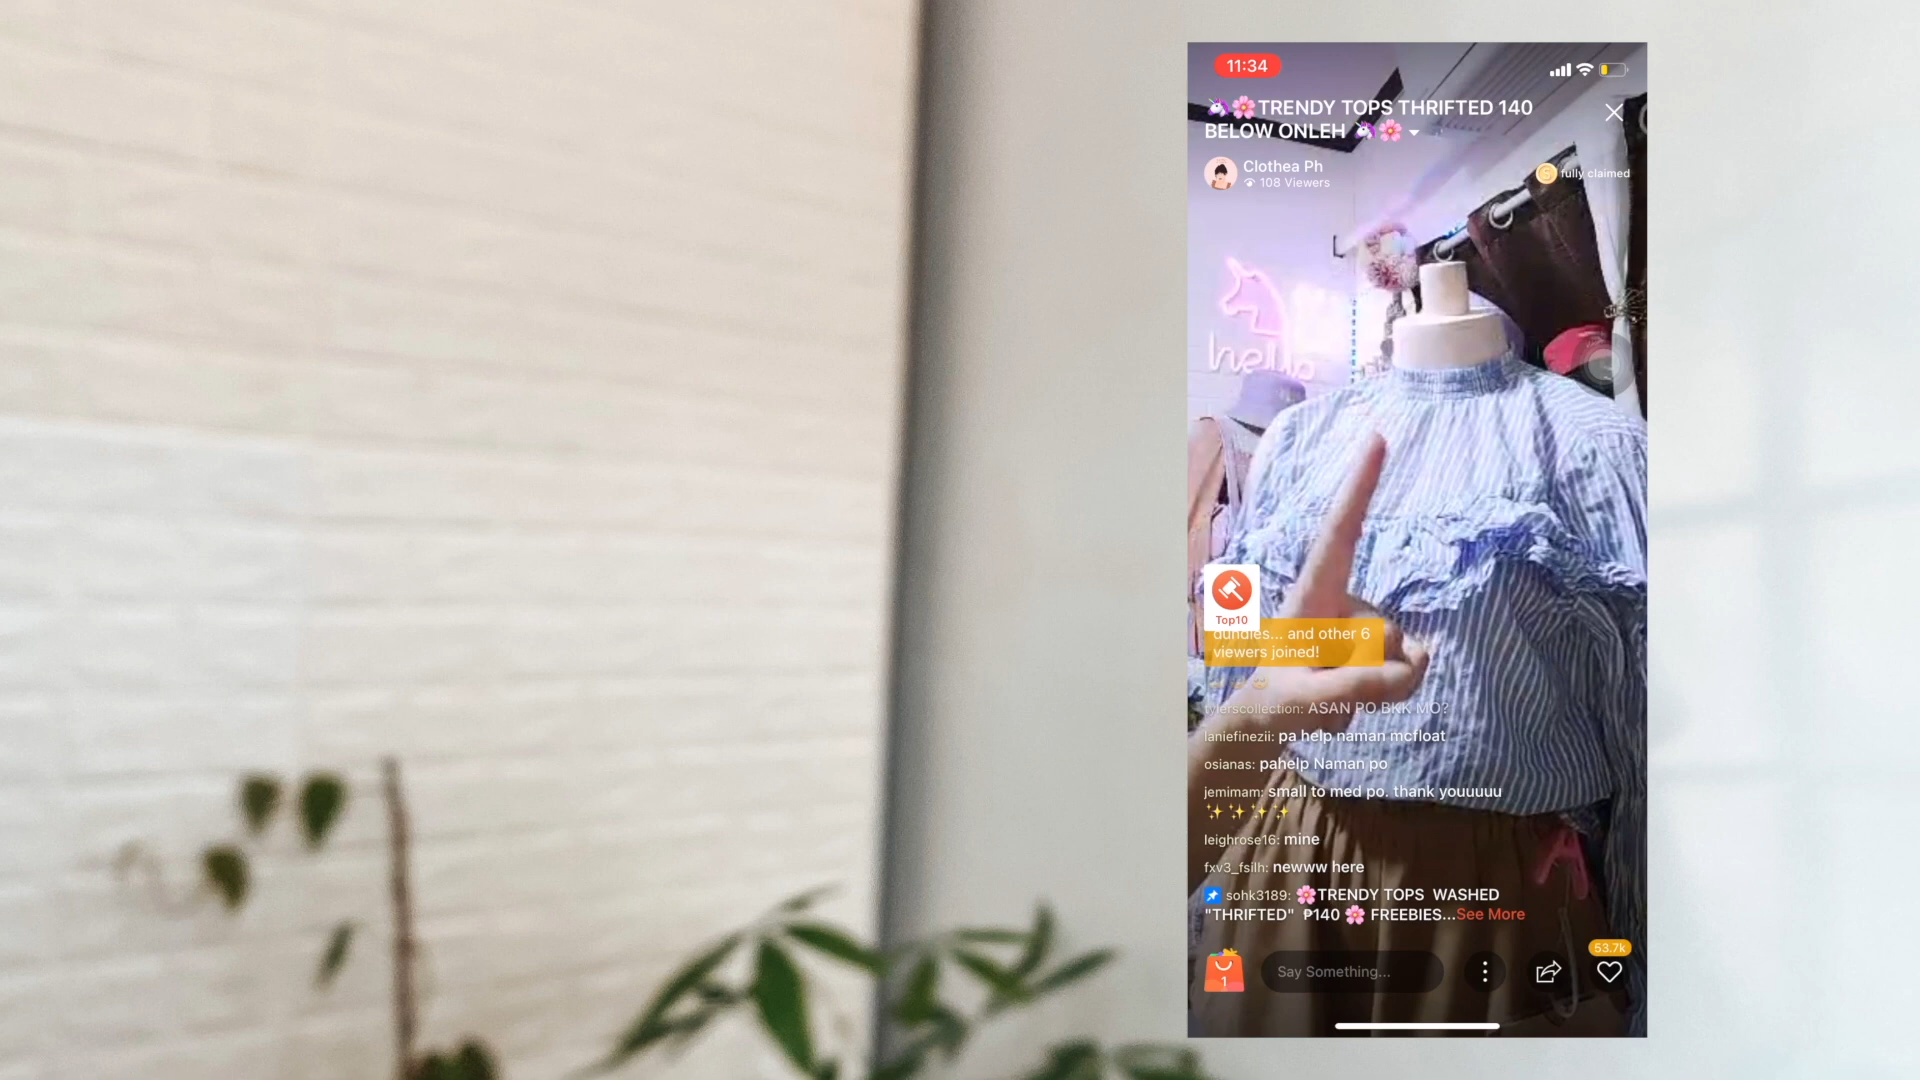 11:34
🦄🌸TRENDY TOPS THRIFTED 140
BELOW ONLEH 🦄🌸
Clothea Ph
108 Viewers
fully claimed
hello
Top10
dundies... and other 6
viewers joined!
tylerscollection: ASAN PO BKK MO?
laniefinezii: pa help naman mcfloat
osianas: pahelp Naman po
jemimam: small to med po. thank youuuuu
✨✨✨✨
leighrose16: mine
fxv3_fsilh: newww here
sohk3189: 🌸TRENDY TOPS WASHED
"THRIFTED" ₱140 🌸 FREEBIES...See More
1
Say Something...
53.7k